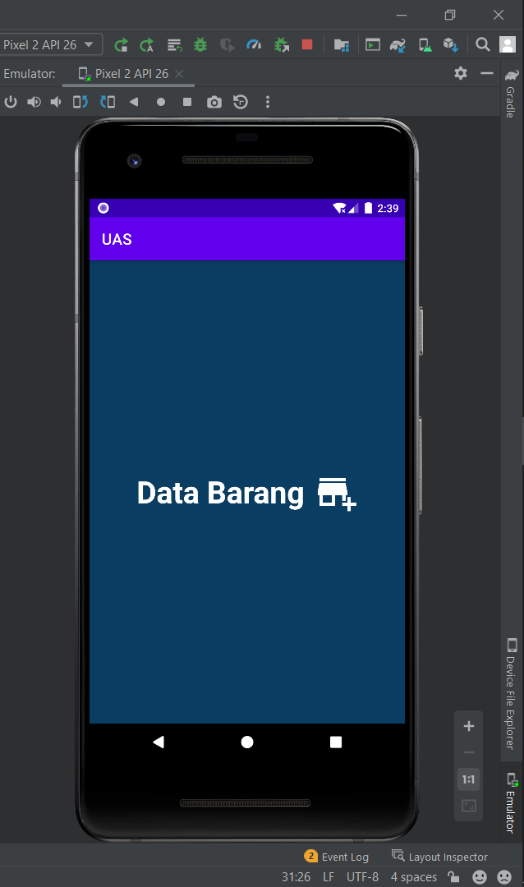 Pixel 2 API 26
Emulator: Pixel 2 API 26
2:39
UAS
Data Barang
1:1
Gradle
Device File Explorer
Emulator
2 Event Log Layout Inspector
31:26 LF UTF-8 4 spaces